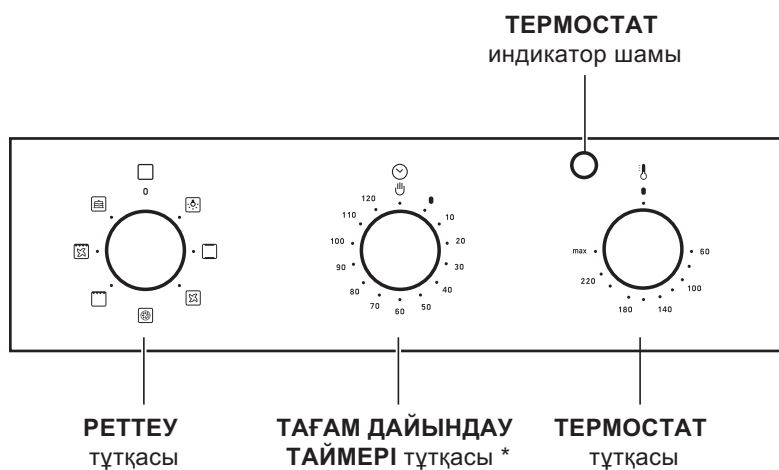 ТЕРМОСТАТ
индикатор шамы
0
120
110
100
90
80
70
60
50
40
30
20
10
max
220
180
140
100
60
РЕТТЕУ
тұтқасы
ТАҒАМ ДАЙЫНДАУ
ТАЙМЕРІ тұтқасы *
ТЕРМОСТАТ
тұтқасы